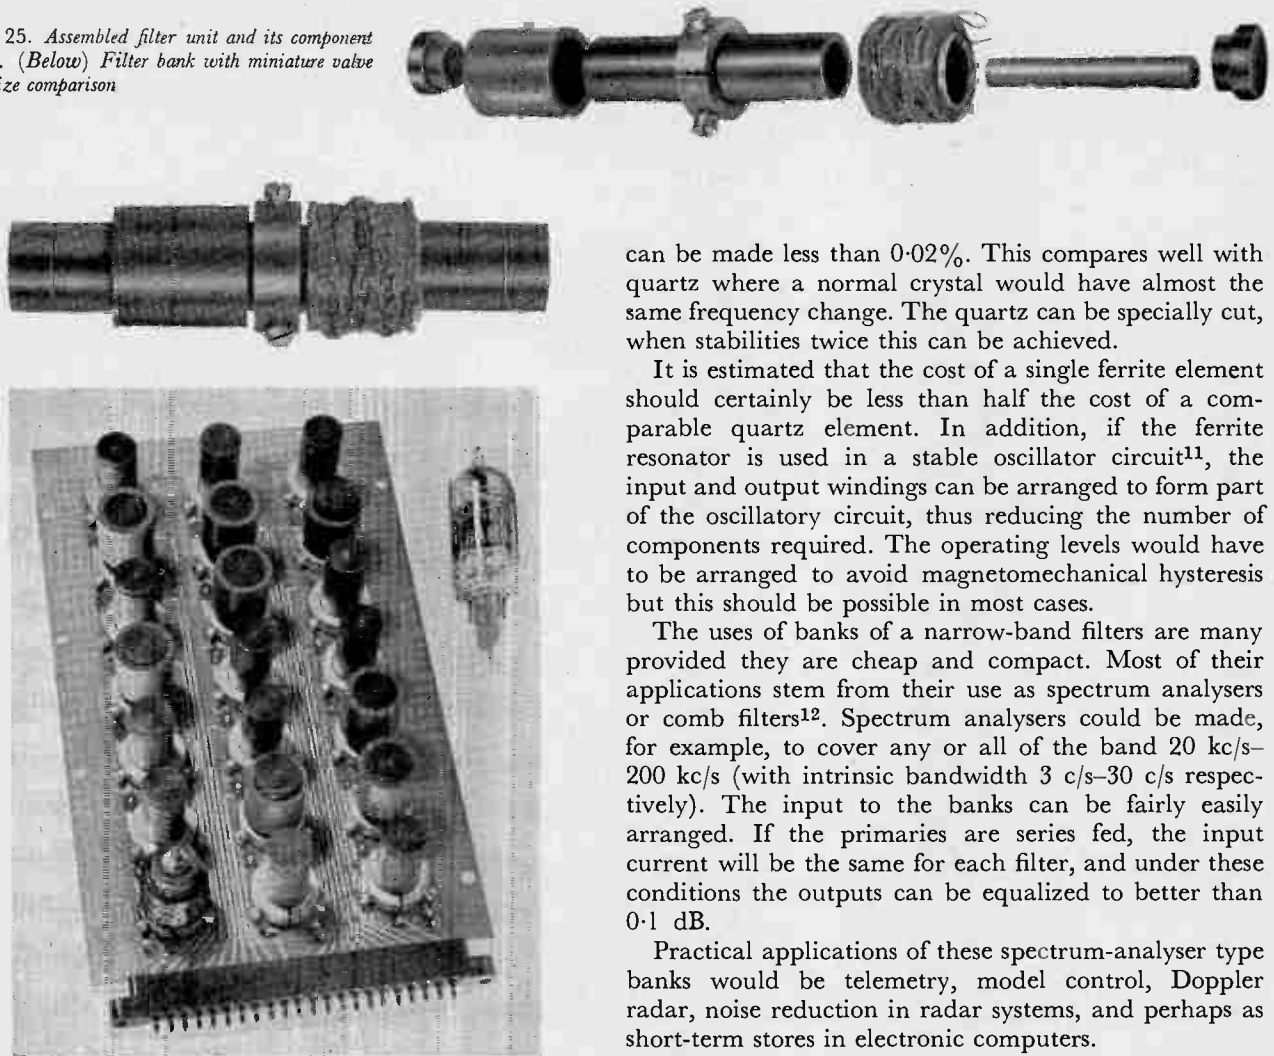 25. Assembled filter unit and its component
. (Below) Filter bank with miniature valve
ize comparison
can be made less than 0·02%. This compares well with
quartz where a normal crystal would have almost the
same frequency change. The quartz can be specially cut,
when stabilities twice this can be achieved.
It is estimated that the cost of a single ferrite element
should certainly be less than half the cost of a com-
parable quartz element. In addition, if the ferrite
resonator is used in a stable oscillator circuit¹¹, the
input and output windings can be arranged to form part
of the oscillatory circuit, thus reducing the number of
components required. The operating levels would have
to be arranged to avoid magnetomechanical hysteresis
but this should be possible in most cases.
The uses of banks of a narrow-band filters are many
provided they are cheap and compact. Most of their
applications stem from their use as spectrum analysers
or comb filters¹². Spectrum analysers could be made,
for example, to cover any or all of the band 20 kc/s–
200 kc/s (with intrinsic bandwidth 3 c/s–30 c/s respec-
tively). The input to the banks can be fairly easily
arranged. If the primaries are series fed, the input
current will be the same for each filter, and under these
conditions the outputs can be equalized to better than
0·1 dB.
Practical applications of these spectrum-analyser type
banks would be telemetry, model control, Doppler
radar, noise reduction in radar systems, and perhaps as
short-term stores in electronic computers.